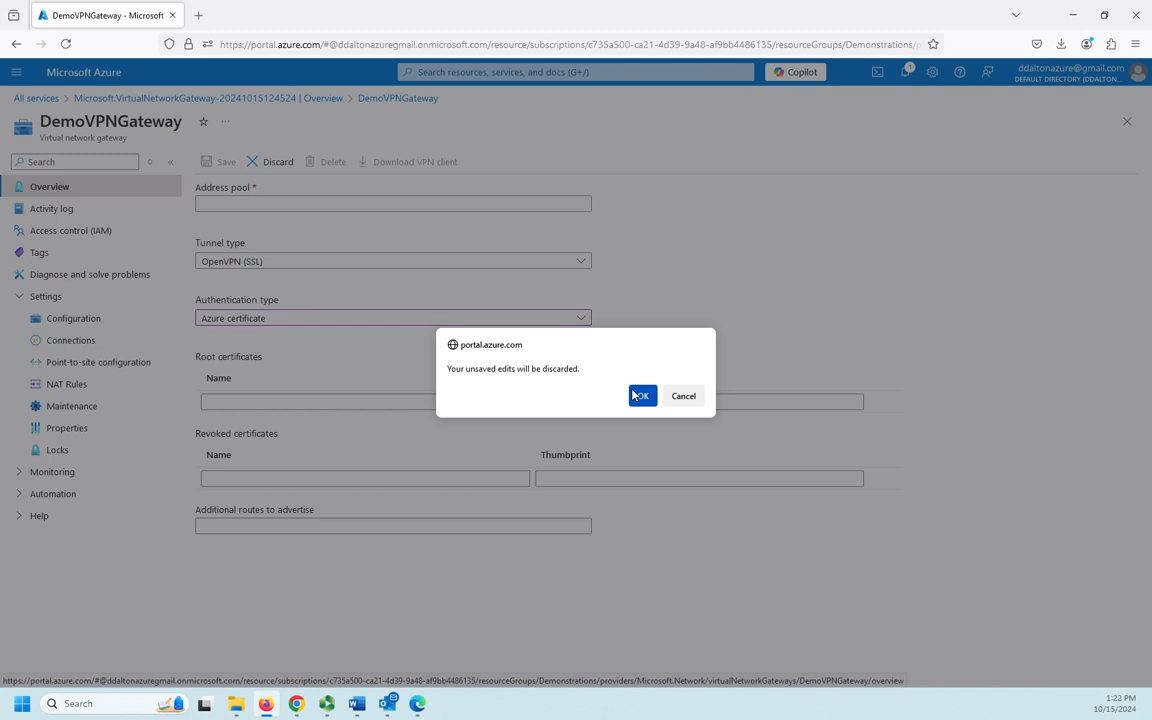 DemoVPNGateway - Microsoft
https://portal.azure.com/#@ddaltonazuregmail.onmicrosoft.com/resource/subscriptions/c735a500-ca21-4d39-9a48-af9bb4486135/resourceGroups/Demonstrations/p
Microsoft Azure
Search resources, services, and docs (G+/)
Copilot
1
ddaltonazure@gmail.com
DEFAULT DIRECTORY (DDALTON...
All services > Microsoft.VirtualNetworkGateway-20241015124524 | Overview > DemoVPNGateway
DemoVPNGateway
Virtual network gateway
Search
Save
Discard
Delete
Download VPN client
Overview
Activity log
Access control (IAM)
Tags
Diagnose and solve problems
Settings
Configuration
Connections
Point-to-site configuration
NAT Rules
Maintenance
Properties
Locks
Monitoring
Automation
Help
Address pool *
Tunnel type
OpenVPN (SSL)
Authentication type
Azure certificate
Root certificates
Name
Revoked certificates
Name
Thumbprint
Additional routes to advertise
portal.azure.com
Your unsaved edits will be discarded.
OK
Cancel
https://portal.azure.com/#@ddaltonazuregmail.onmicrosoft.com/resource/subscriptions/c735a500-ca21-4d39-9a48-af9bb4486135/resourceGroups/Demonstrations/providers/Microsoft.Network/virtualNetworkGateways/DemoVPNGateway/overview
Search
1:22 PM
10/15/2024